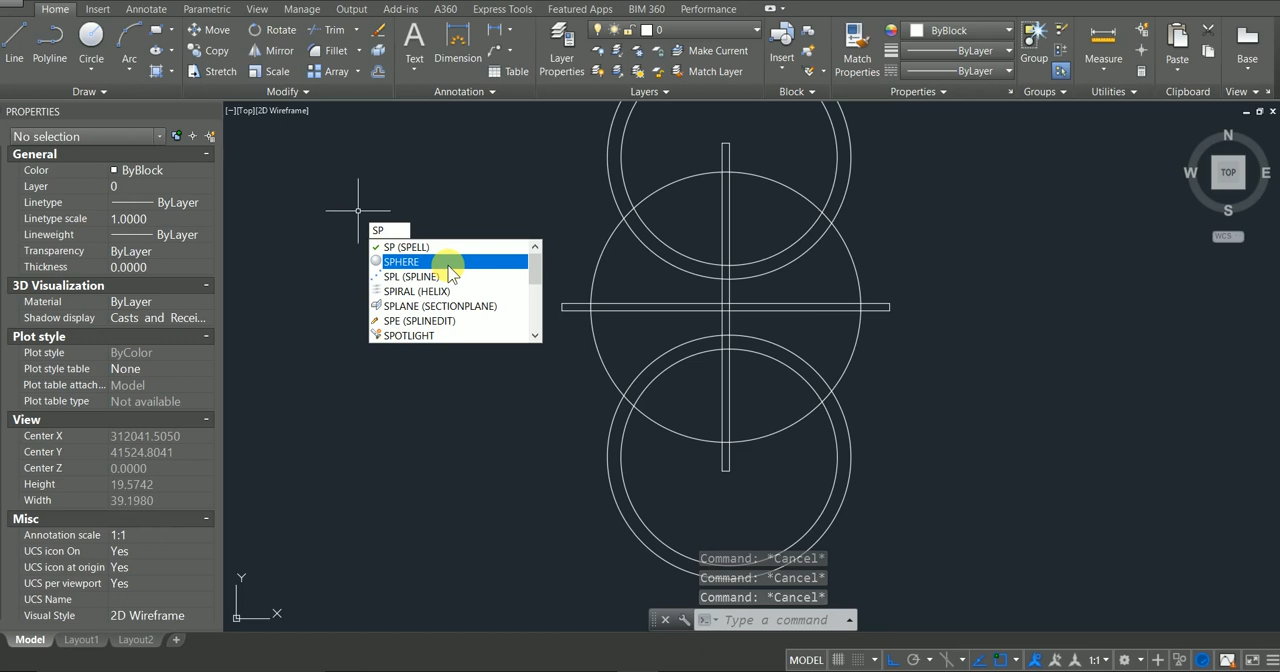 Home Insert Annotate Parametric View Manage Output Add-ins A360 Express Tools Featured Apps BIM 360 Performance
Line Polyline Circle Arc
Move Rotate Trim
Copy Mirror Fillet
Stretch Scale Array
Text Dimension Table
Layer Properties
0
Make Current
Match Layer
Insert
Match Properties
ByBlock
ByLayer
ByLayer
Group Measure Paste Base
Draw Modify Annotation Layers Block Properties Groups Utilities Clipboard View
PROPERTIES
No selection
General
Color ByBlock
Layer 0
Linetype ByLayer
Linetype scale 1.0000
Lineweight ByLayer
Transparency ByLayer
Thickness 0.0000
3D Visualization
Material ByLayer
Shadow display Casts and Recei...
Plot style
Plot style ByColor
Plot style table None
Plot table attach... Model
Plot table type Not available
View
Center X 312041.5050
Center Y 41524.8041
Center Z 0.0000
Height 19.5742
Width 39.1980
Misc
Annotation scale 1:1
UCS icon On Yes
UCS icon at origin Yes
UCS per viewport Yes
UCS Name
Visual Style 2D Wireframe
[−][Top][2D Wireframe]
SP
SP (SPELL)
SPHERE
SPL (SPLINE)
SPIRAL (HELIX)
SPLANE (SECTIONPLANE)
SPE (SPLINEDIT)
SPOTLIGHT
N
W TOP E
S
WCS
Y
X
Command: *Cancel*
Command: *Cancel*
Command: *Cancel*
Type a command
Model Layout1 Layout2 +
MODEL 1:1